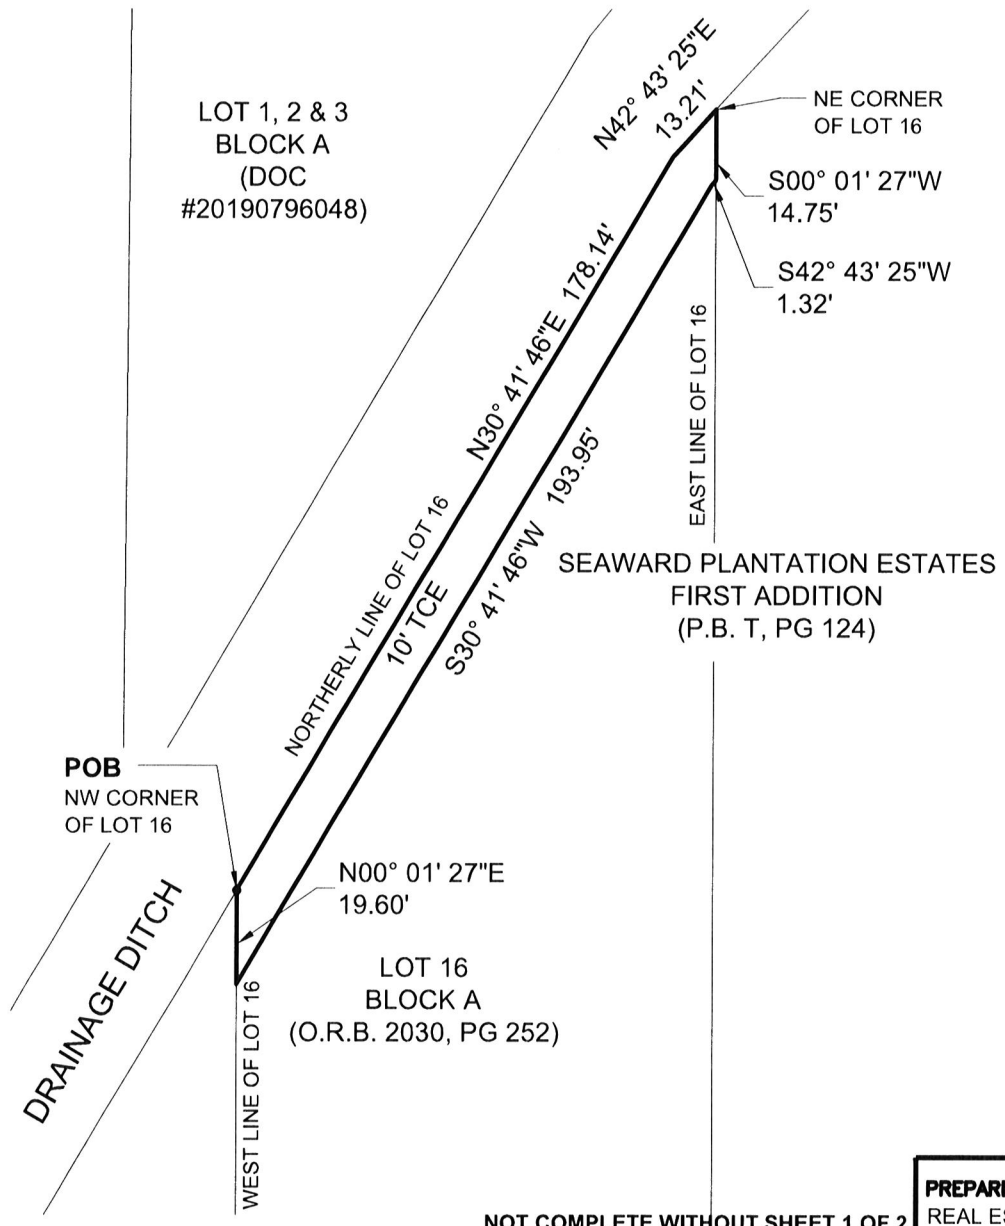 LOT 1, 2 & 3
BLOCK A
(DOC
#20190796048)
N42° 43' 25"E
13.21'
NE CORNER
OF LOT 16
S00° 01' 27"W
14.75'
S42° 43' 25"W
1.32'
N30° 41' 46"E 178.14'
EAST LINE OF LOT 16
NORTHERLY LINE OF LOT 16
10' TCE
S30° 41' 46"W 193.95'
SEAWARD PLANTATION ESTATES
FIRST ADDITION
(P.B. T, PG 124)
POB
NW CORNER
OF LOT 16
N00° 01' 27"E
19.60'
DRAINAGE DITCH
LOT 16
BLOCK A
(O.R.B. 2030, PG 252)
WEST LINE OF LOT 16
NOT COMPLETE WITHOUT SHEET 1 OF 2
REAL